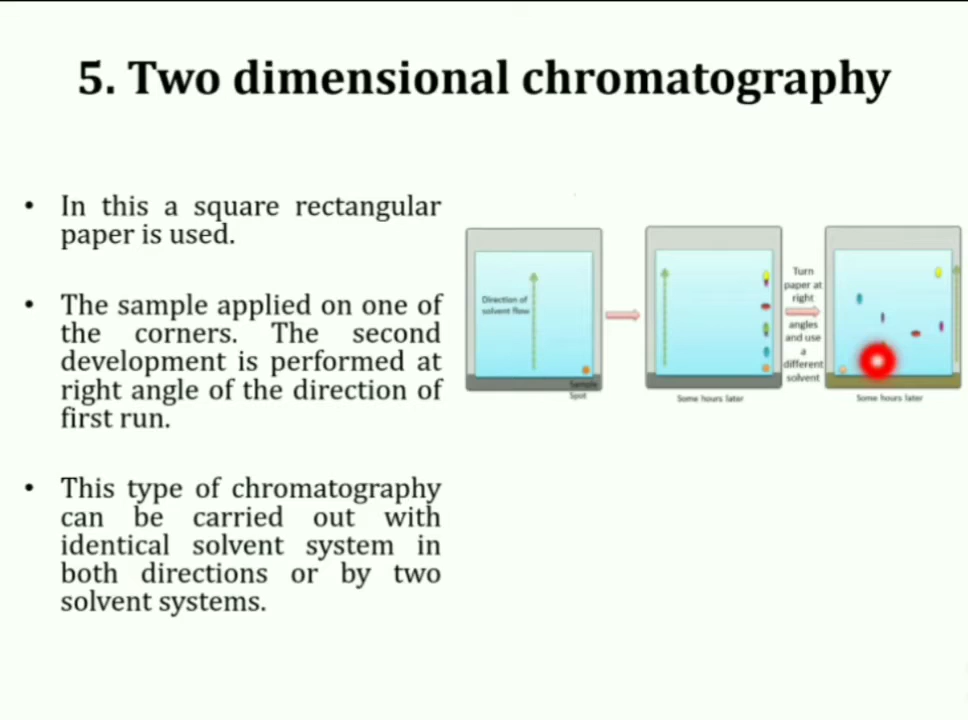 5. Two dimensional chromatography
• In this a square rectangular
paper is used.
• The sample applied on one of
the corners. The second
development is performed at
right angle of the direction of
first run.
• This type of chromatography
can be carried out with
identical solvent system in
both directions or by two
solvent systems.
Direction of
solvent flow
Sample
Spot
Some hours later
Turn
paper at
right
angles
and use
a
different
solvent
Some hours later